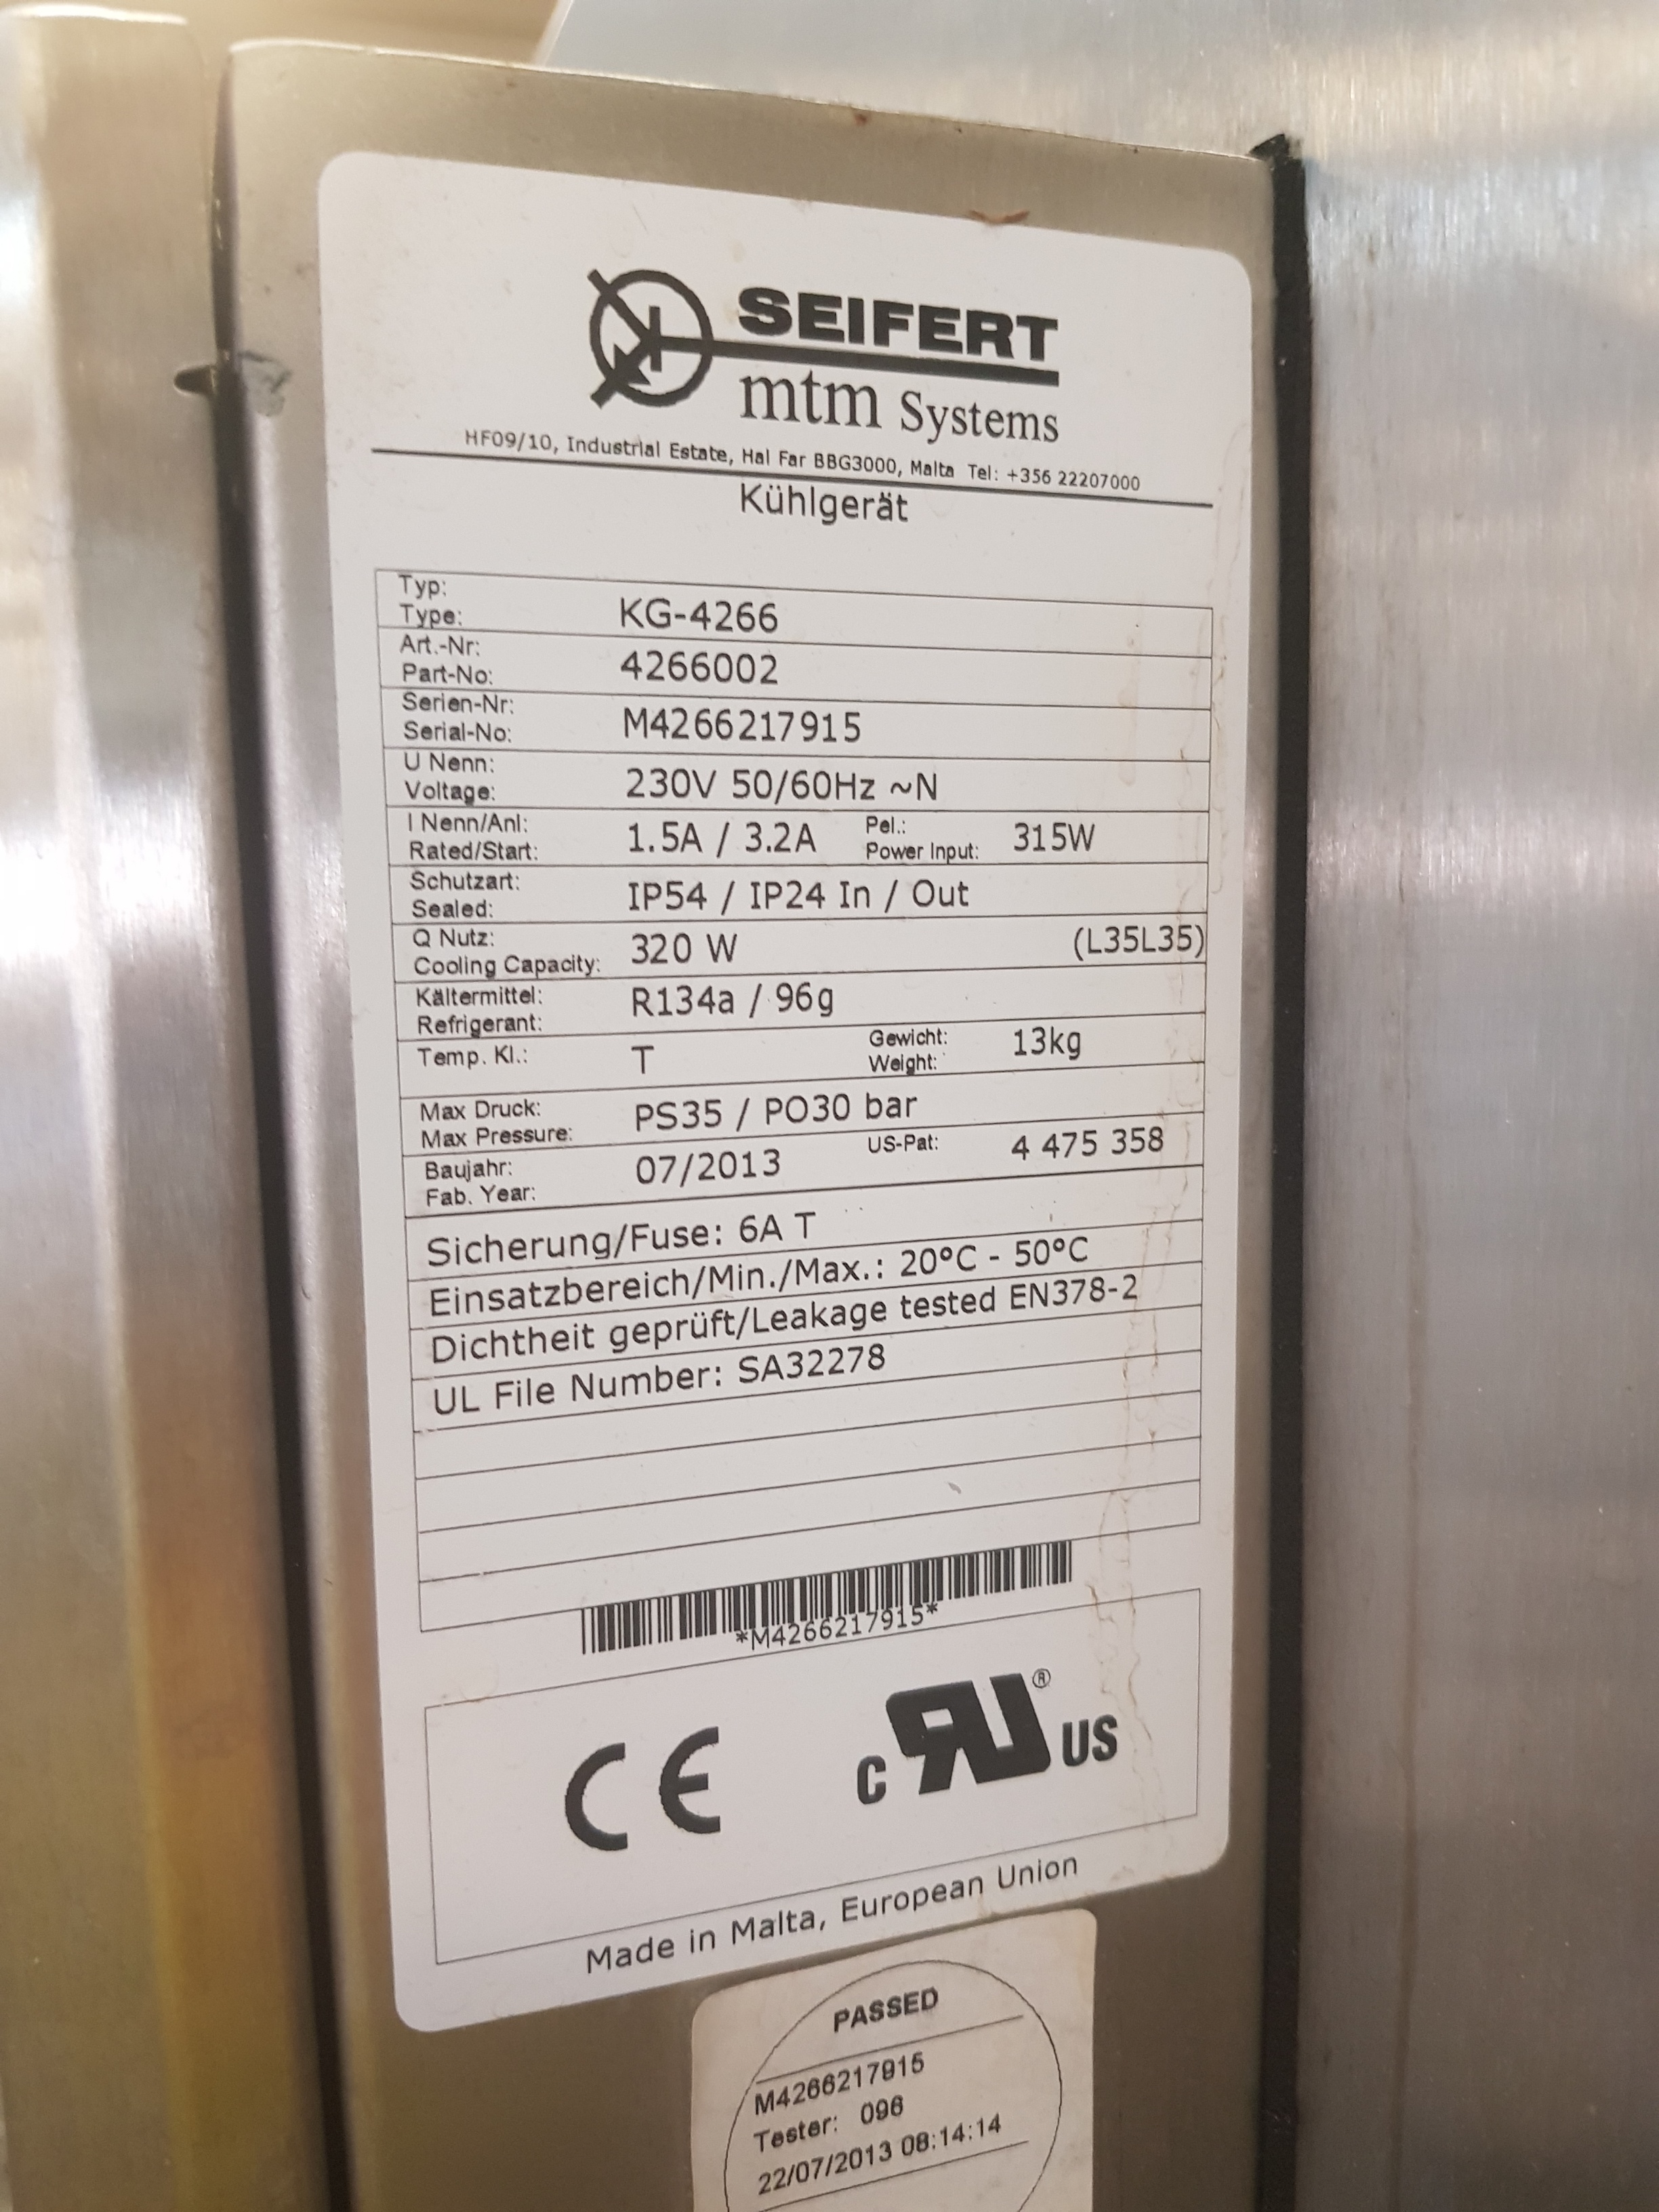 SEIFERT
mtm Systems
HF09/10, Industrial Estate, Hal Far BBG3000, Malta Tel: +356 22207000
Kühlgerät
Typ:
Type: KG-4266
Art.-Nr:
Part-No: 4266002
Serien-Nr:
Serial-No: M4266217915
U Nenn:
Voltage: 230V 50/60Hz ~N
I Nenn/Anl:
Rated/Start: 1.5A / 3.2A
Pel.:
Power Input: 315W
Schutzart:
Sealed: IP54 / IP24 In / Out
Q Nutz:
Cooling Capacity: 320 W (L35L35)
Kältermittel:
Refrigerant: R134a / 96g
Temp. Kl.: T
Gewicht:
Weight: 13kg
Max Druck:
Max Pressure: PS35 / PO30 bar
Baujahr:
Fab. Year: 07/2013
US-Pat: 4 475 358
Sicherung/Fuse: 6A T
Einsatzbereich/Min./Max.: 20°C - 50°C
Dichtheit geprüft/Leakage tested EN378-2
UL File Number: SA32278
*M4266217915*
CE
c RU ® US
Made in Malta, European Union
PASSED
M4266217915
Tester: 096
22/07/2013 08:14:14